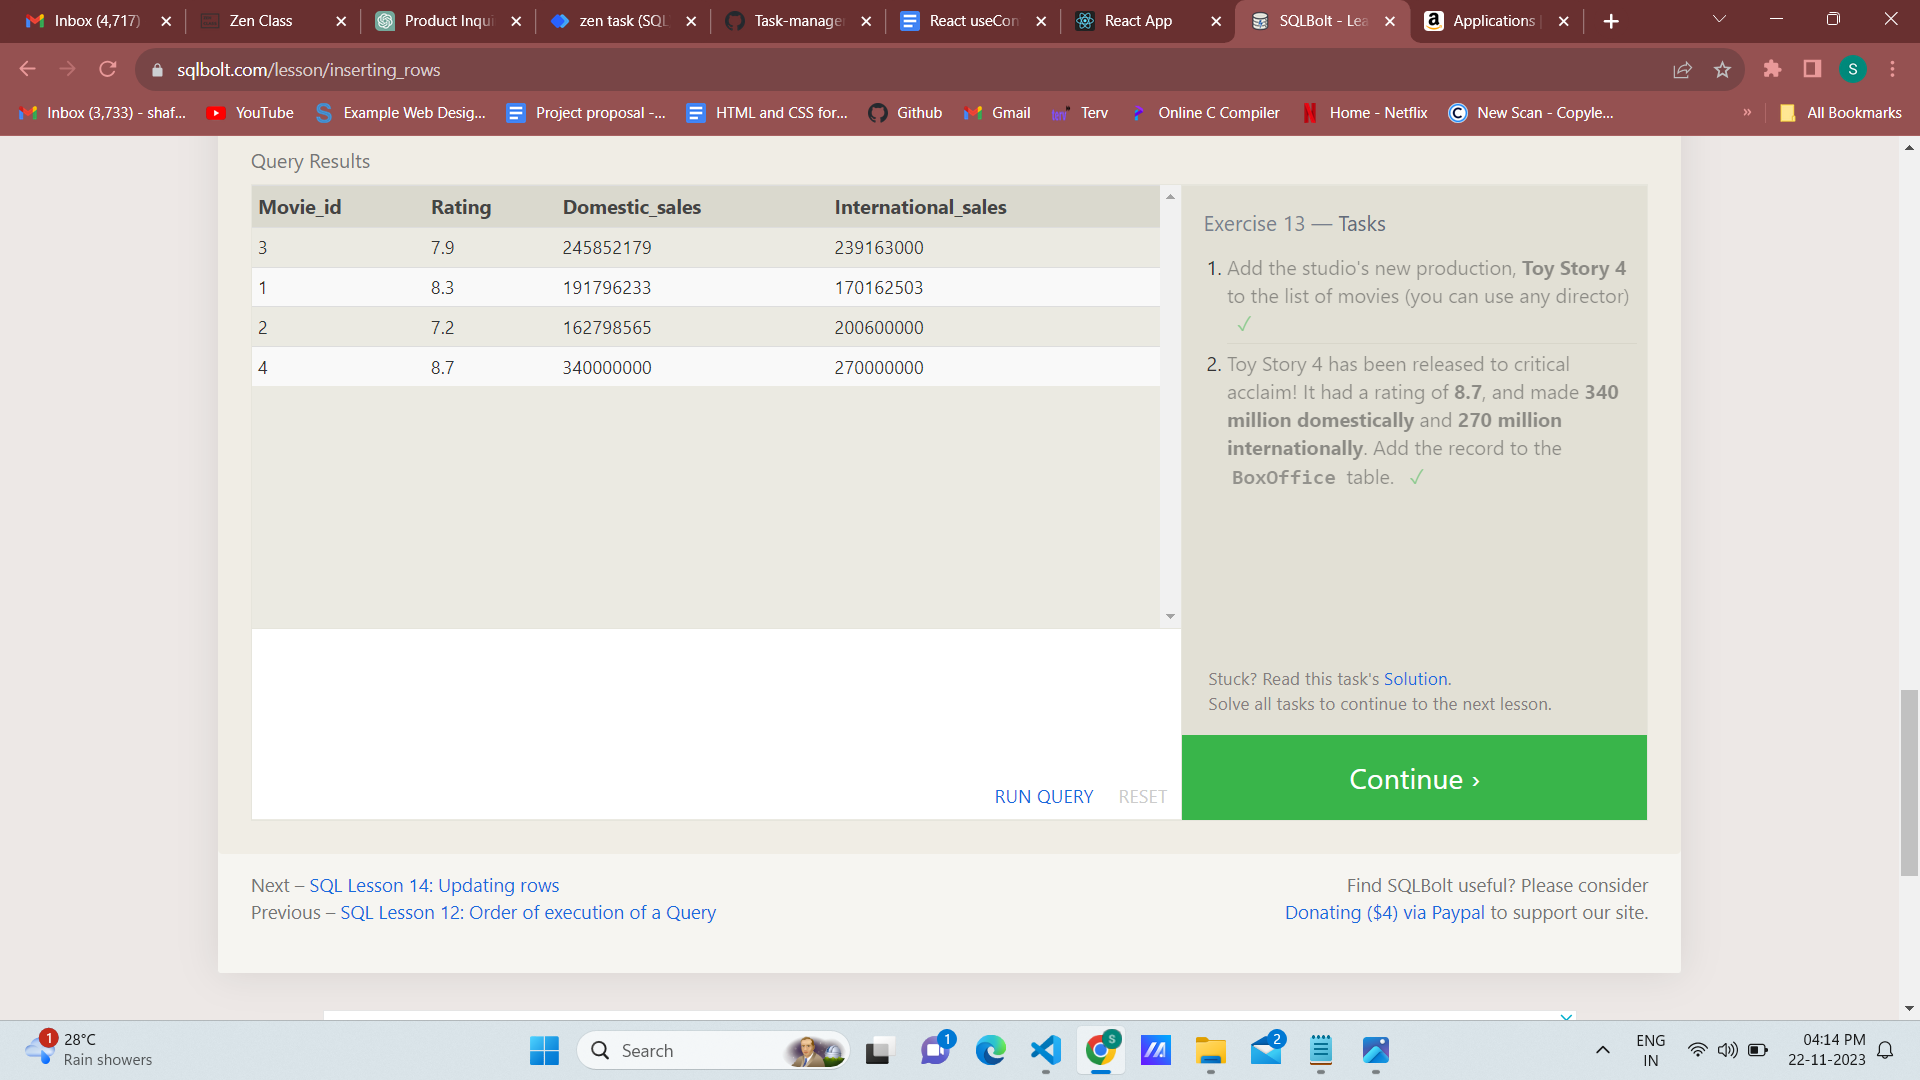 Inbox (4,717)
Zen Class
Product Inqui
zen task (SQL
Task-manage
React useCon
React App
SQLBolt - Lea
Applications
sqlbolt.com/lesson/inserting_rows
S
Inbox (3,733) - shaf...
YouTube
Example Web Desig...
Project proposal -...
HTML and CSS for...
Github
Gmail
Terv
Online C Compiler
Home - Netflix
New Scan - Copyle...
»
All Bookmarks
Query Results
Movie_id Rating Domestic_sales International_sales
3 7.9 245852179 239163000
1 8.3 191796233 170162503
2 7.2 162798565 200600000
4 8.7 340000000 270000000
Exercise 13 — Tasks
1. Add the studio's new production, Toy Story 4
to the list of movies (you can use any director)
✓
2. Toy Story 4 has been released to critical
acclaim! It had a rating of 8.7, and made 340
million domestically and 270 million
internationally. Add the record to the
BoxOffice table. ✓
Stuck? Read this task's Solution.
Solve all tasks to continue to the next lesson.
RUN QUERY RESET
Continue ›
Next – SQL Lesson 14: Updating rows
Previous – SQL Lesson 12: Order of execution of a Query
Find SQLBolt useful? Please consider
Donating ($4) via Paypal to support our site.
1
28°C
Rain showers
Search
1
S
2
ENG
IN
04:14 PM
22-11-2023